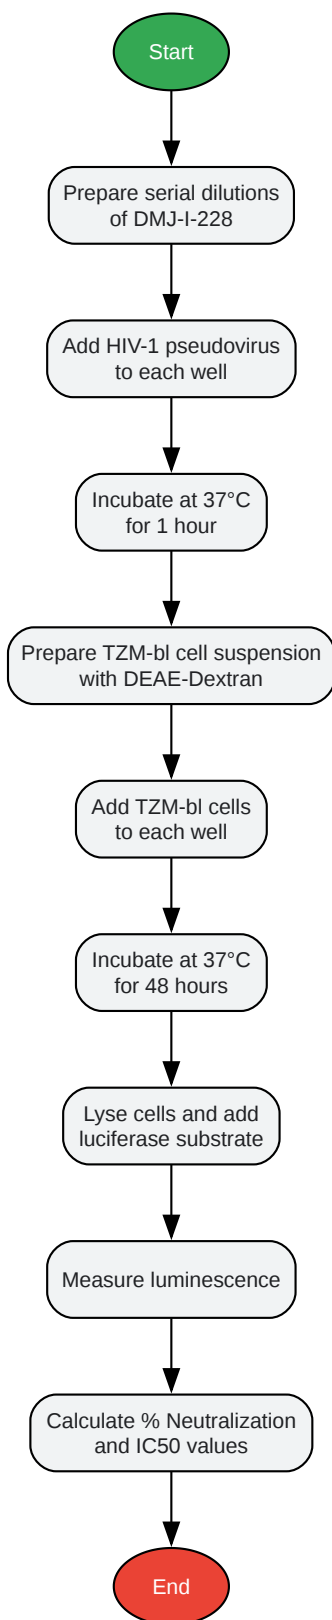 Start
Prepare serial dilutions
of DMJ-I-228
Add HIV-1 pseudovirus
to each well
Incubate at 37°C
for 1 hour
Prepare TZM-bl cell suspension
with DEAE-Dextran
Add TZM-bl cells
to each well
Incubate at 37°C
for 48 hours
Lyse cells and add
luciferase substrate
Measure luminescence
Calculate % Neutralization
and IC50 values
End